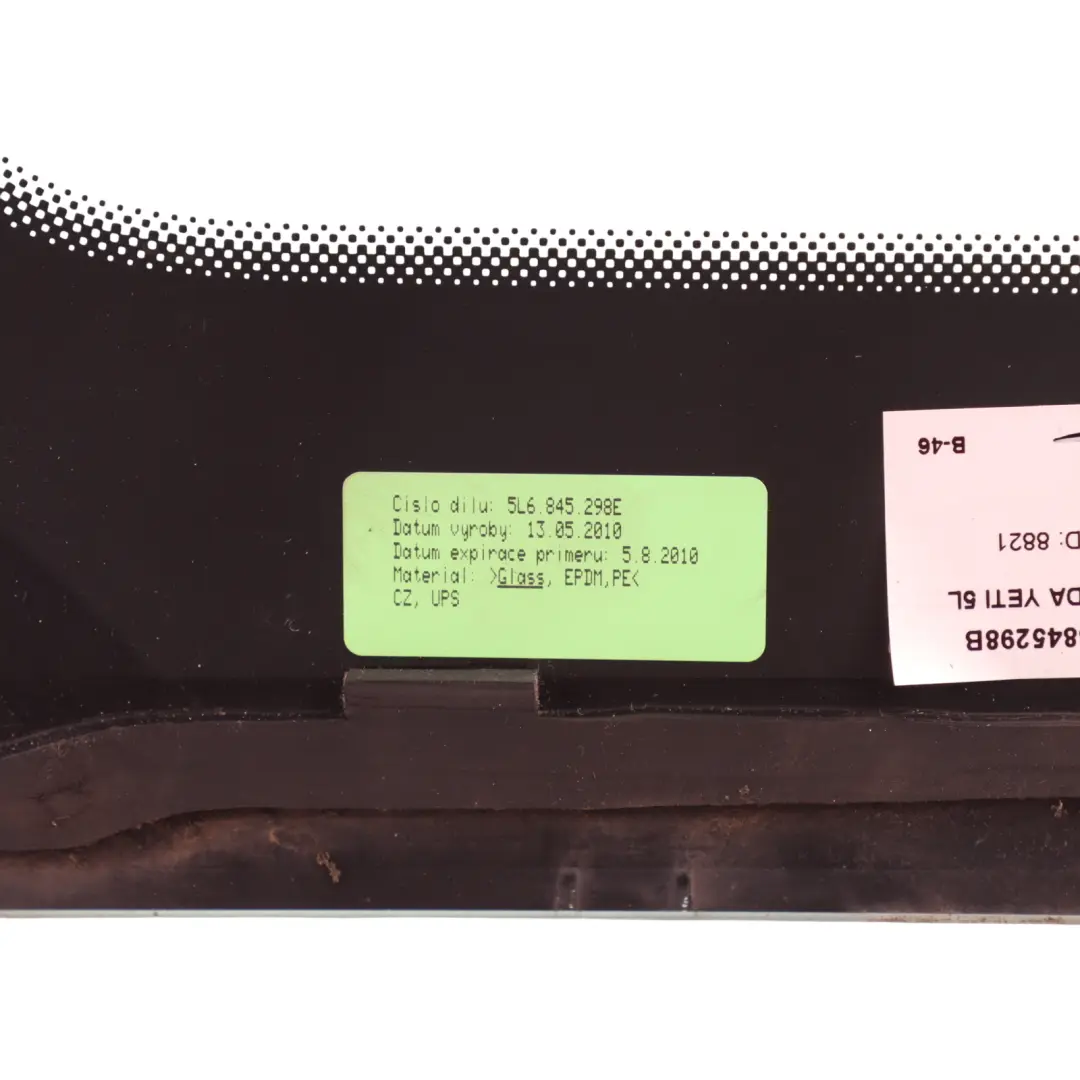 Cislo dilu: 5L6.845.298E
Datum vyroby: 13.05.2010
Datum expirace primeru: 5.8.2010
Material: >Glass, EPDM,PE<
CZ, UPS
845298B
DA YETI 5L
D: 8821
B-46